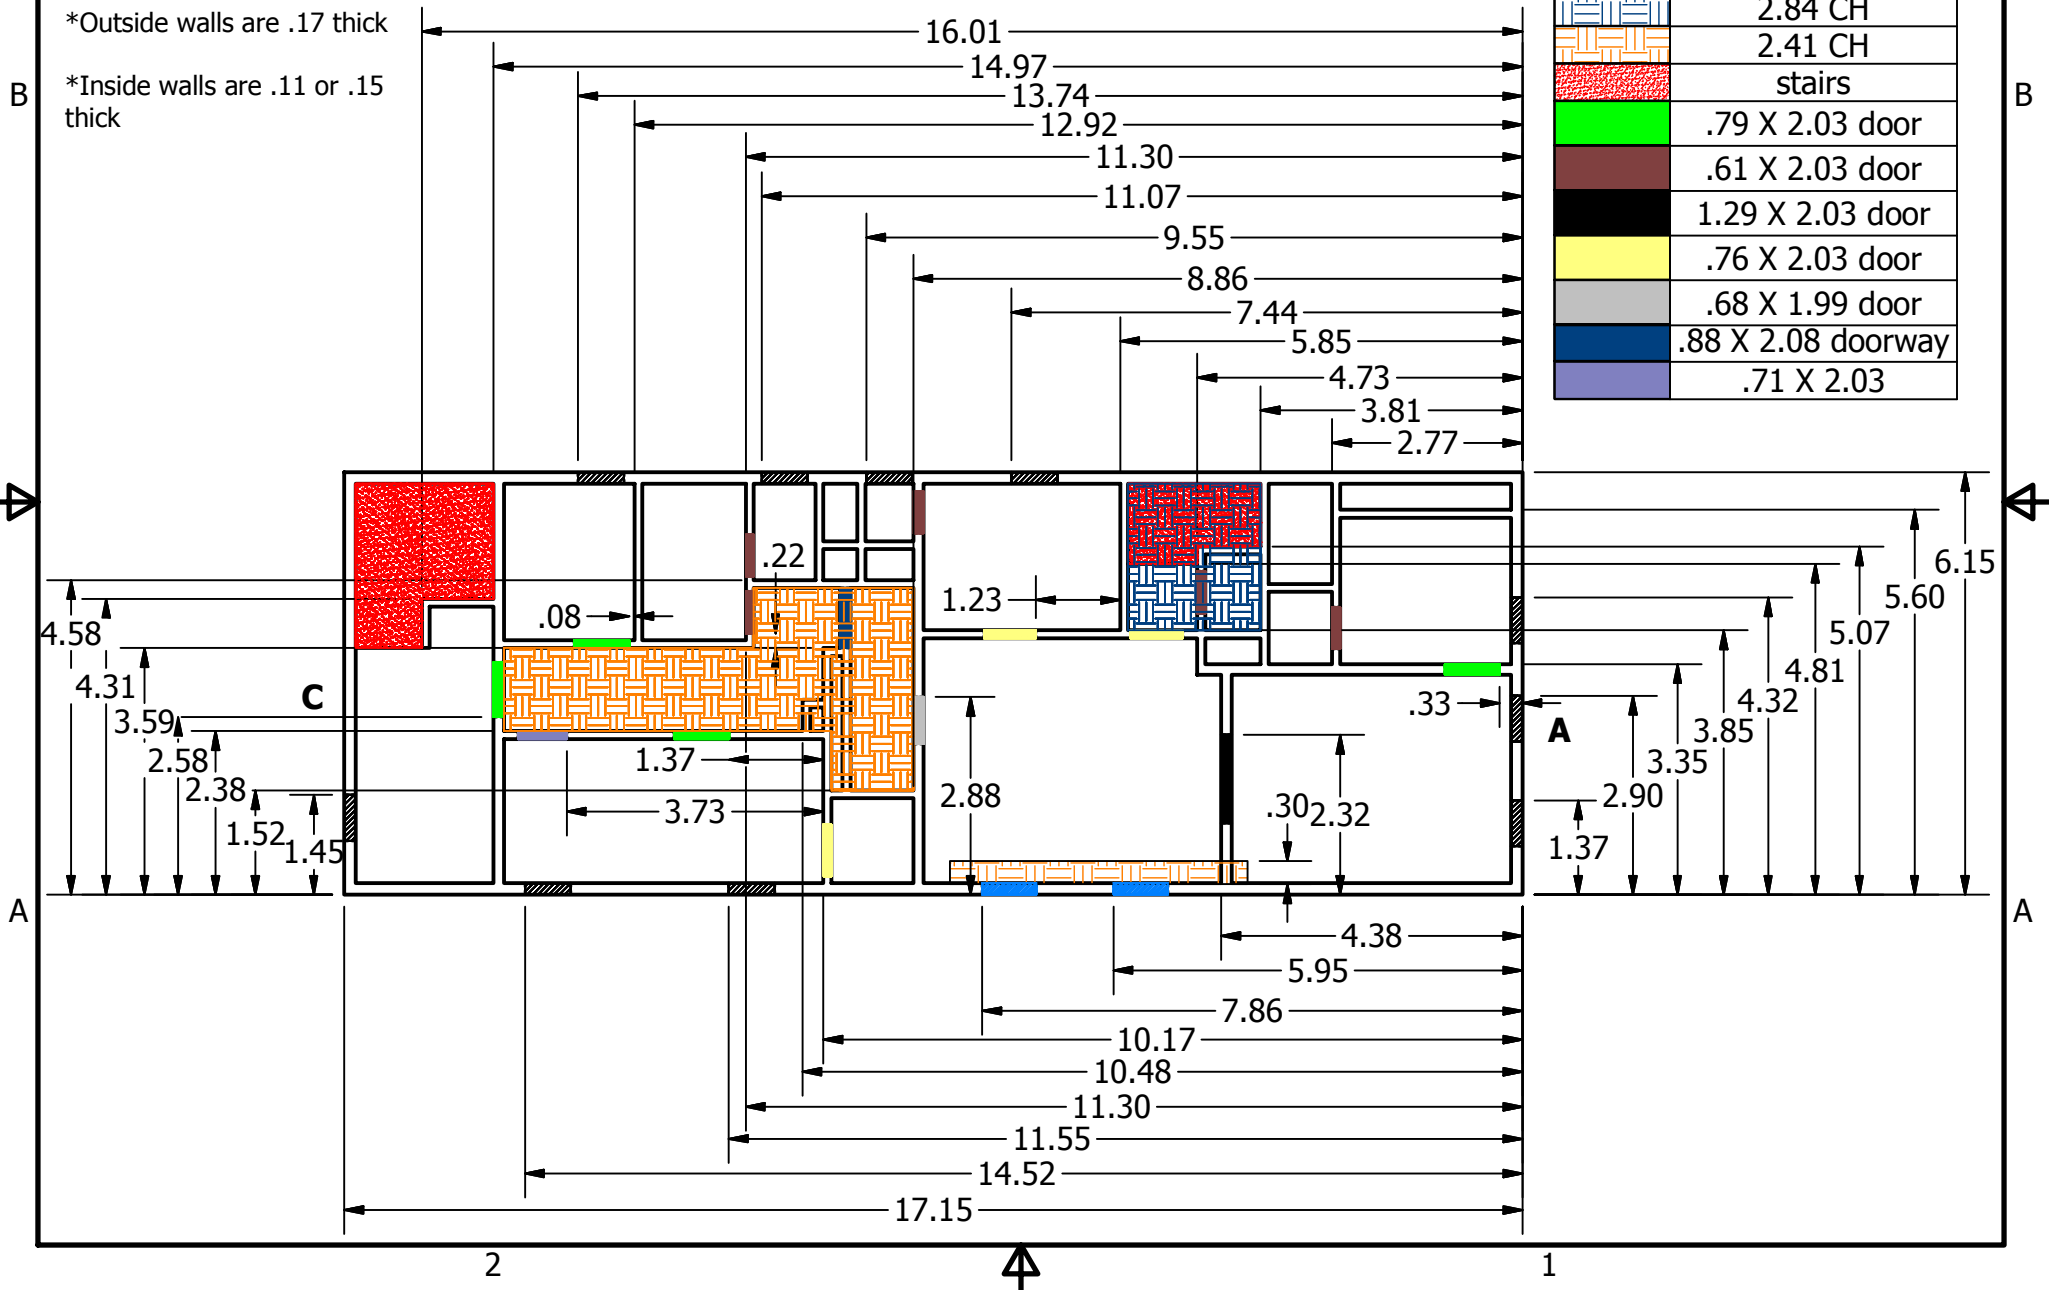 *Outside walls are .17 thick
*Inside walls are .11 or .15
thick
B
B
2.84 CH
2.41 CH
stairs
.79 X 2.03 door
.61 X 2.03 door
1.29 X 2.03 door
.76 X 2.03 door
.68 X 1.99 door
.88 X 2.08 doorway
.71 X 2.03
16.01
14.97
13.74
12.92
11.30
11.07
9.55
8.86
7.44
5.85
4.73
3.81
2.77
.22
.08
1.23
1.37
3.73
2.88
.30
2.32
.33
4.58
4.31
3.59
2.58
2.38
1.52
1.45
C
A
6.15
5.60
5.07
4.81
4.32
3.85
3.35
2.90
1.37
A
A
4.38
5.95
7.86
10.17
10.48
11.30
11.55
14.52
17.15
2
1